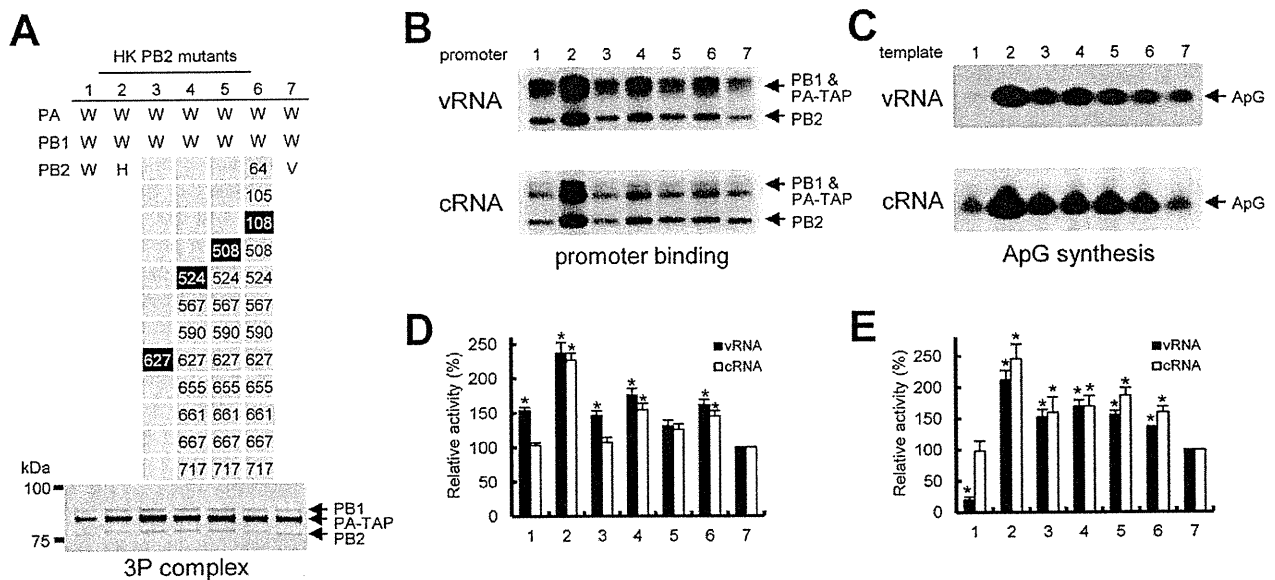 A
HK PB2 mutants
1 2 3 4 5 6 7
PA W W W W W W W
PB1 W W W W W W W
PB2 W H 64 V
105
108
508 508
524 524 524
567 567 567
590 590 590
627 627 627 627
655 655 655
661 661 661
667 667 667
717 717 717
kDa
100
75
PB1
PA-TAP
PB2
3P complex
B
promoter 1 2 3 4 5 6 7
vRNA
PB1 &
PA-TAP
PB2
cRNA
PB1 &
PA-TAP
PB2
promoter binding
C
template 1 2 3 4 5 6 7
vRNA
ApG
cRNA
ApG
ApG synthesis
D
Relative activity (%)
250
200
150
100
50
0
* * * * * * * *
vRNA
cRNA
1 2 3 4 5 6 7
E
Relative activity (%)
250
200
150
100
50
0
* * * * * * * * * * *
vRNA
cRNA
1 2 3 4 5 6 7